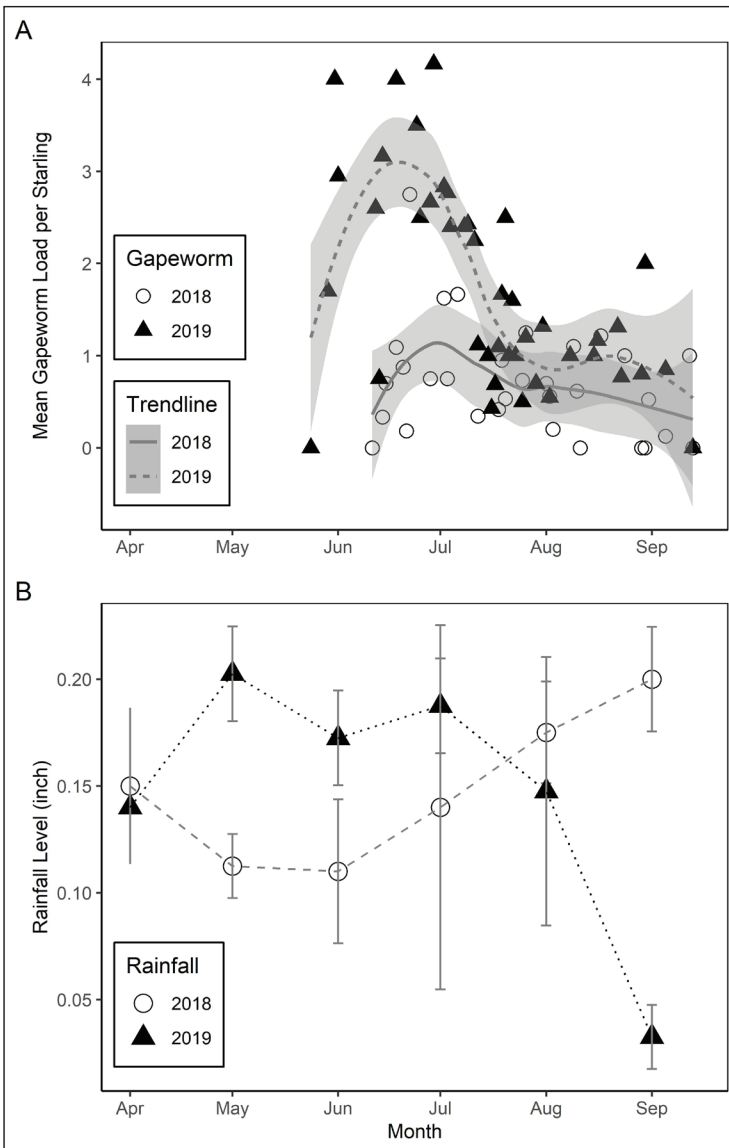 A
Mean Gapeworm Load per Starling
4
3
2
1
0
Gapeworm
2018
2019
Trendline
2018
2019
Apr May Jun Jul Aug Sep
B
Rainfall Level (inch)
0.20
0.15
0.10
0.05
Rainfall
2018
2019
Apr May Jun Jul Aug Sep
Month